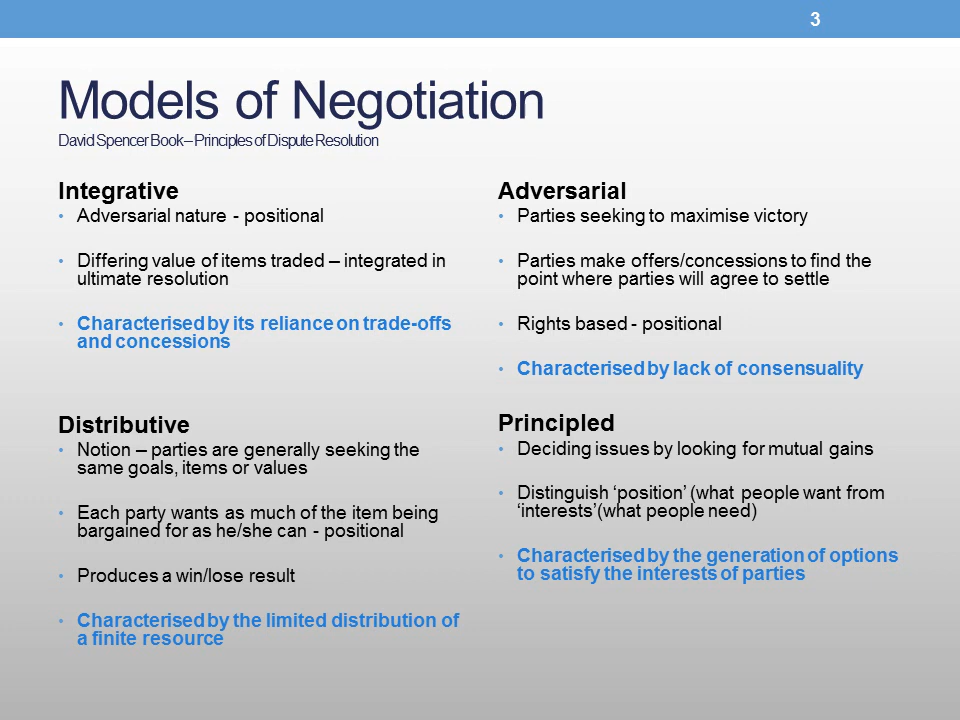 3
Models of Negotiation
David Spencer Book – Principles of Dispute Resolution
Integrative
• Adversarial nature - positional
• Differing value of items traded – integrated in
ultimate resolution
• Characterised by its reliance on trade-offs
and concessions
Distributive
• Notion – parties are generally seeking the
same goals, items or values
• Each party wants as much of the item being
bargained for as he/she can - positional
• Produces a win/lose result
• Characterised by the limited distribution of
a finite resource
Adversarial
• Parties seeking to maximise victory
• Parties make offers/concessions to find the
point where parties will agree to settle
• Rights based - positional
• Characterised by lack of consensuality
Principled
• Deciding issues by looking for mutual gains
• Distinguish ‘position’ (what people want from
‘interests’(what people need)
• Characterised by the generation of options
to satisfy the interests of parties